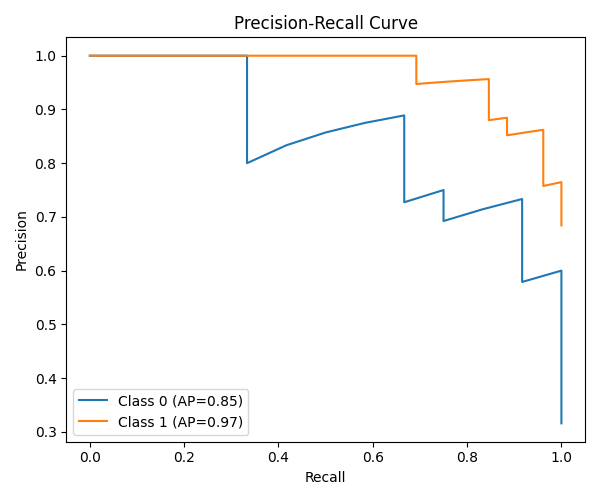 Precision-Recall Curve
1.0
0.9
0.8
0.7
0.6
0.5
0.4
0.3
Precision
Class 0 (AP=0.85)
Class 1 (AP=0.97)
0.0 0.2 0.4 0.6 0.8 1.0
Recall